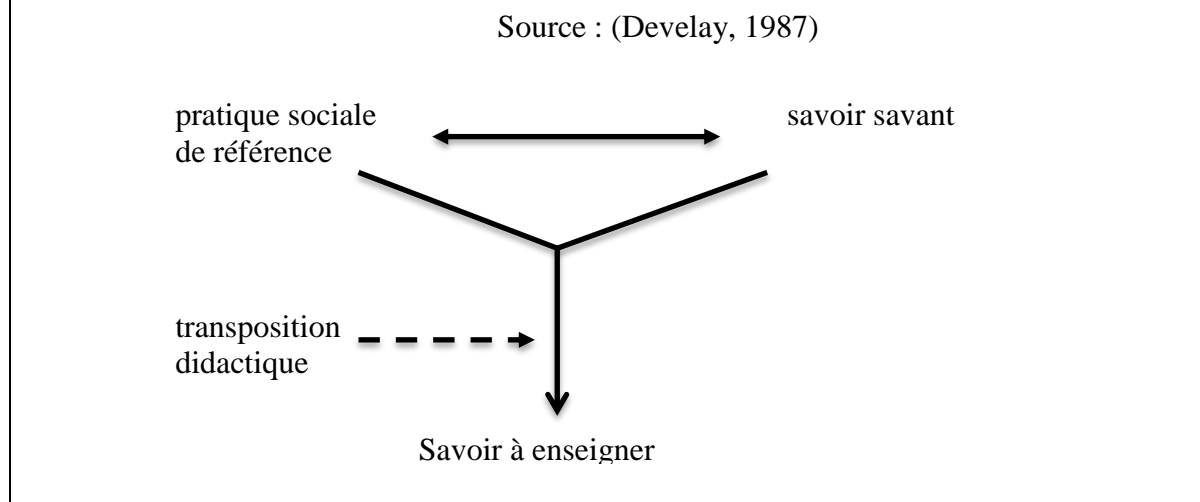 Source : (Develay, 1987)
pratique sociale
de référence
savoir savant
transposition
didactique
Savoir à enseigner